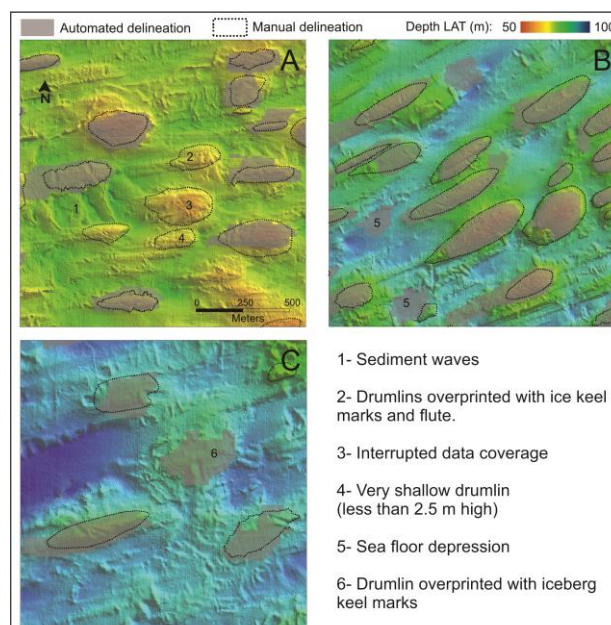 Automated delineation Manual delineation Depth LAT (m): 50 100
A
N
2
1
3
4
0 250 500
Meters
B
5
5
C
6
1- Sediment waves
2- Drumlins overprinted with ice keel
marks and flute.
3- Interrupted data coverage
4- Very shallow drumlin
(less than 2.5 m high)
5- Sea floor depression
6- Drumlin overprinted with iceberg
keel marks